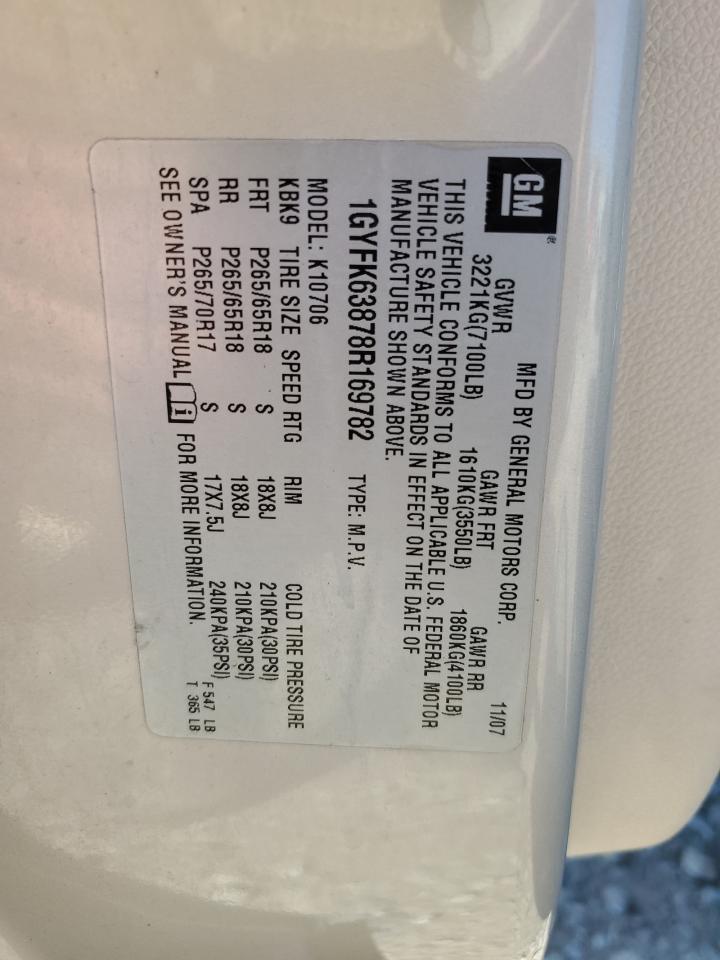 GM
MFD BY GENERAL MOTORS CORP. 11/07
GVWR GAWR FRT GAWR RR
3221KG(7100LB) 1610KG(3550LB) 1860KG(4100LB)
THIS VEHICLE CONFORMS TO ALL APPLICABLE U.S. FEDERAL MOTOR
VEHICLE SAFETY STANDARDS IN EFFECT ON THE DATE OF
MANUFACTURE SHOWN ABOVE.
1GYFK63878R169782 TYPE: M.P.V.
MODEL: K10706
KBK9 TIRE SIZE SPEED RTG RIM COLD TIRE PRESSURE
FRT P265/65R18 S 18X8J 210KPA(30PSI)
RR P265/65R18 S 18X8J 210KPA(30PSI)
SPA P265/70R17 S 17X7.5J 240KPA(35PSI)
SEE OWNER'S MANUAL i FOR MORE INFORMATION.
F 547 LB
T 365 LB